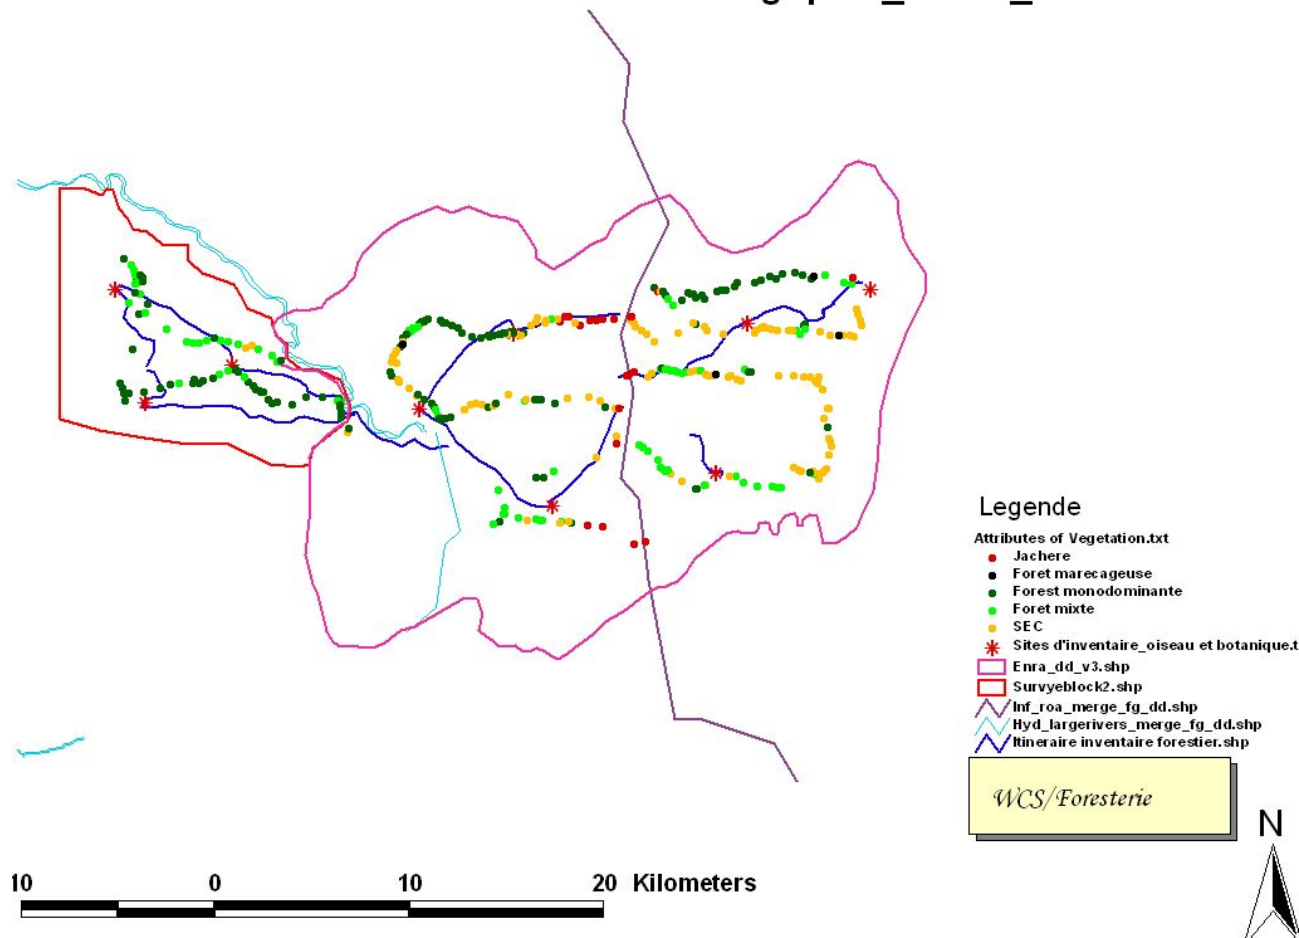 Legende
Attributes of Vegetation.txt
Jachere
Foret marecageuse
Forest monodominante
Foret mixte
SEC
Sites d'inventaire_oiseau et botanique.t
Enra_dd_v3.shp
Survyeblock2.shp
Inf_roa_merge_fg_dd.shp
Hyd_largerivers_merge_fg_dd.shp
Itineraire inventaire forestier.shp
WCS/Foresterie
N
10 0 10 20 Kilometers